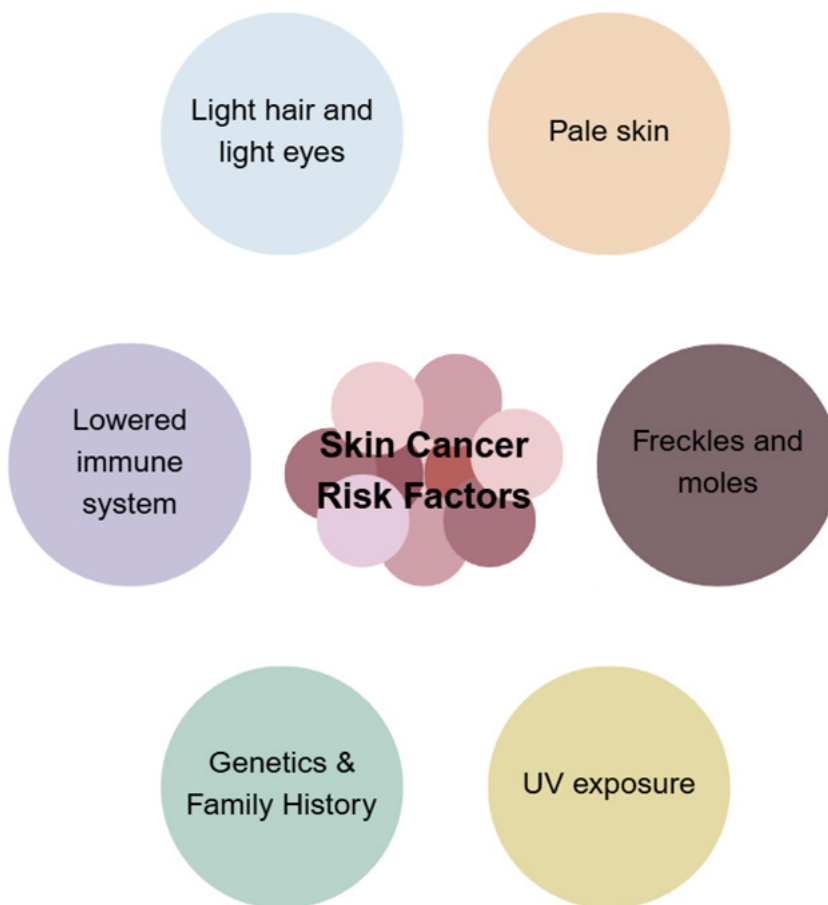 Light hair and
light eyes
Pale skin
Lowered
immune
system
Skin Cancer
Risk Factors
Freckles and
moles
Genetics &
Family History
UV exposure